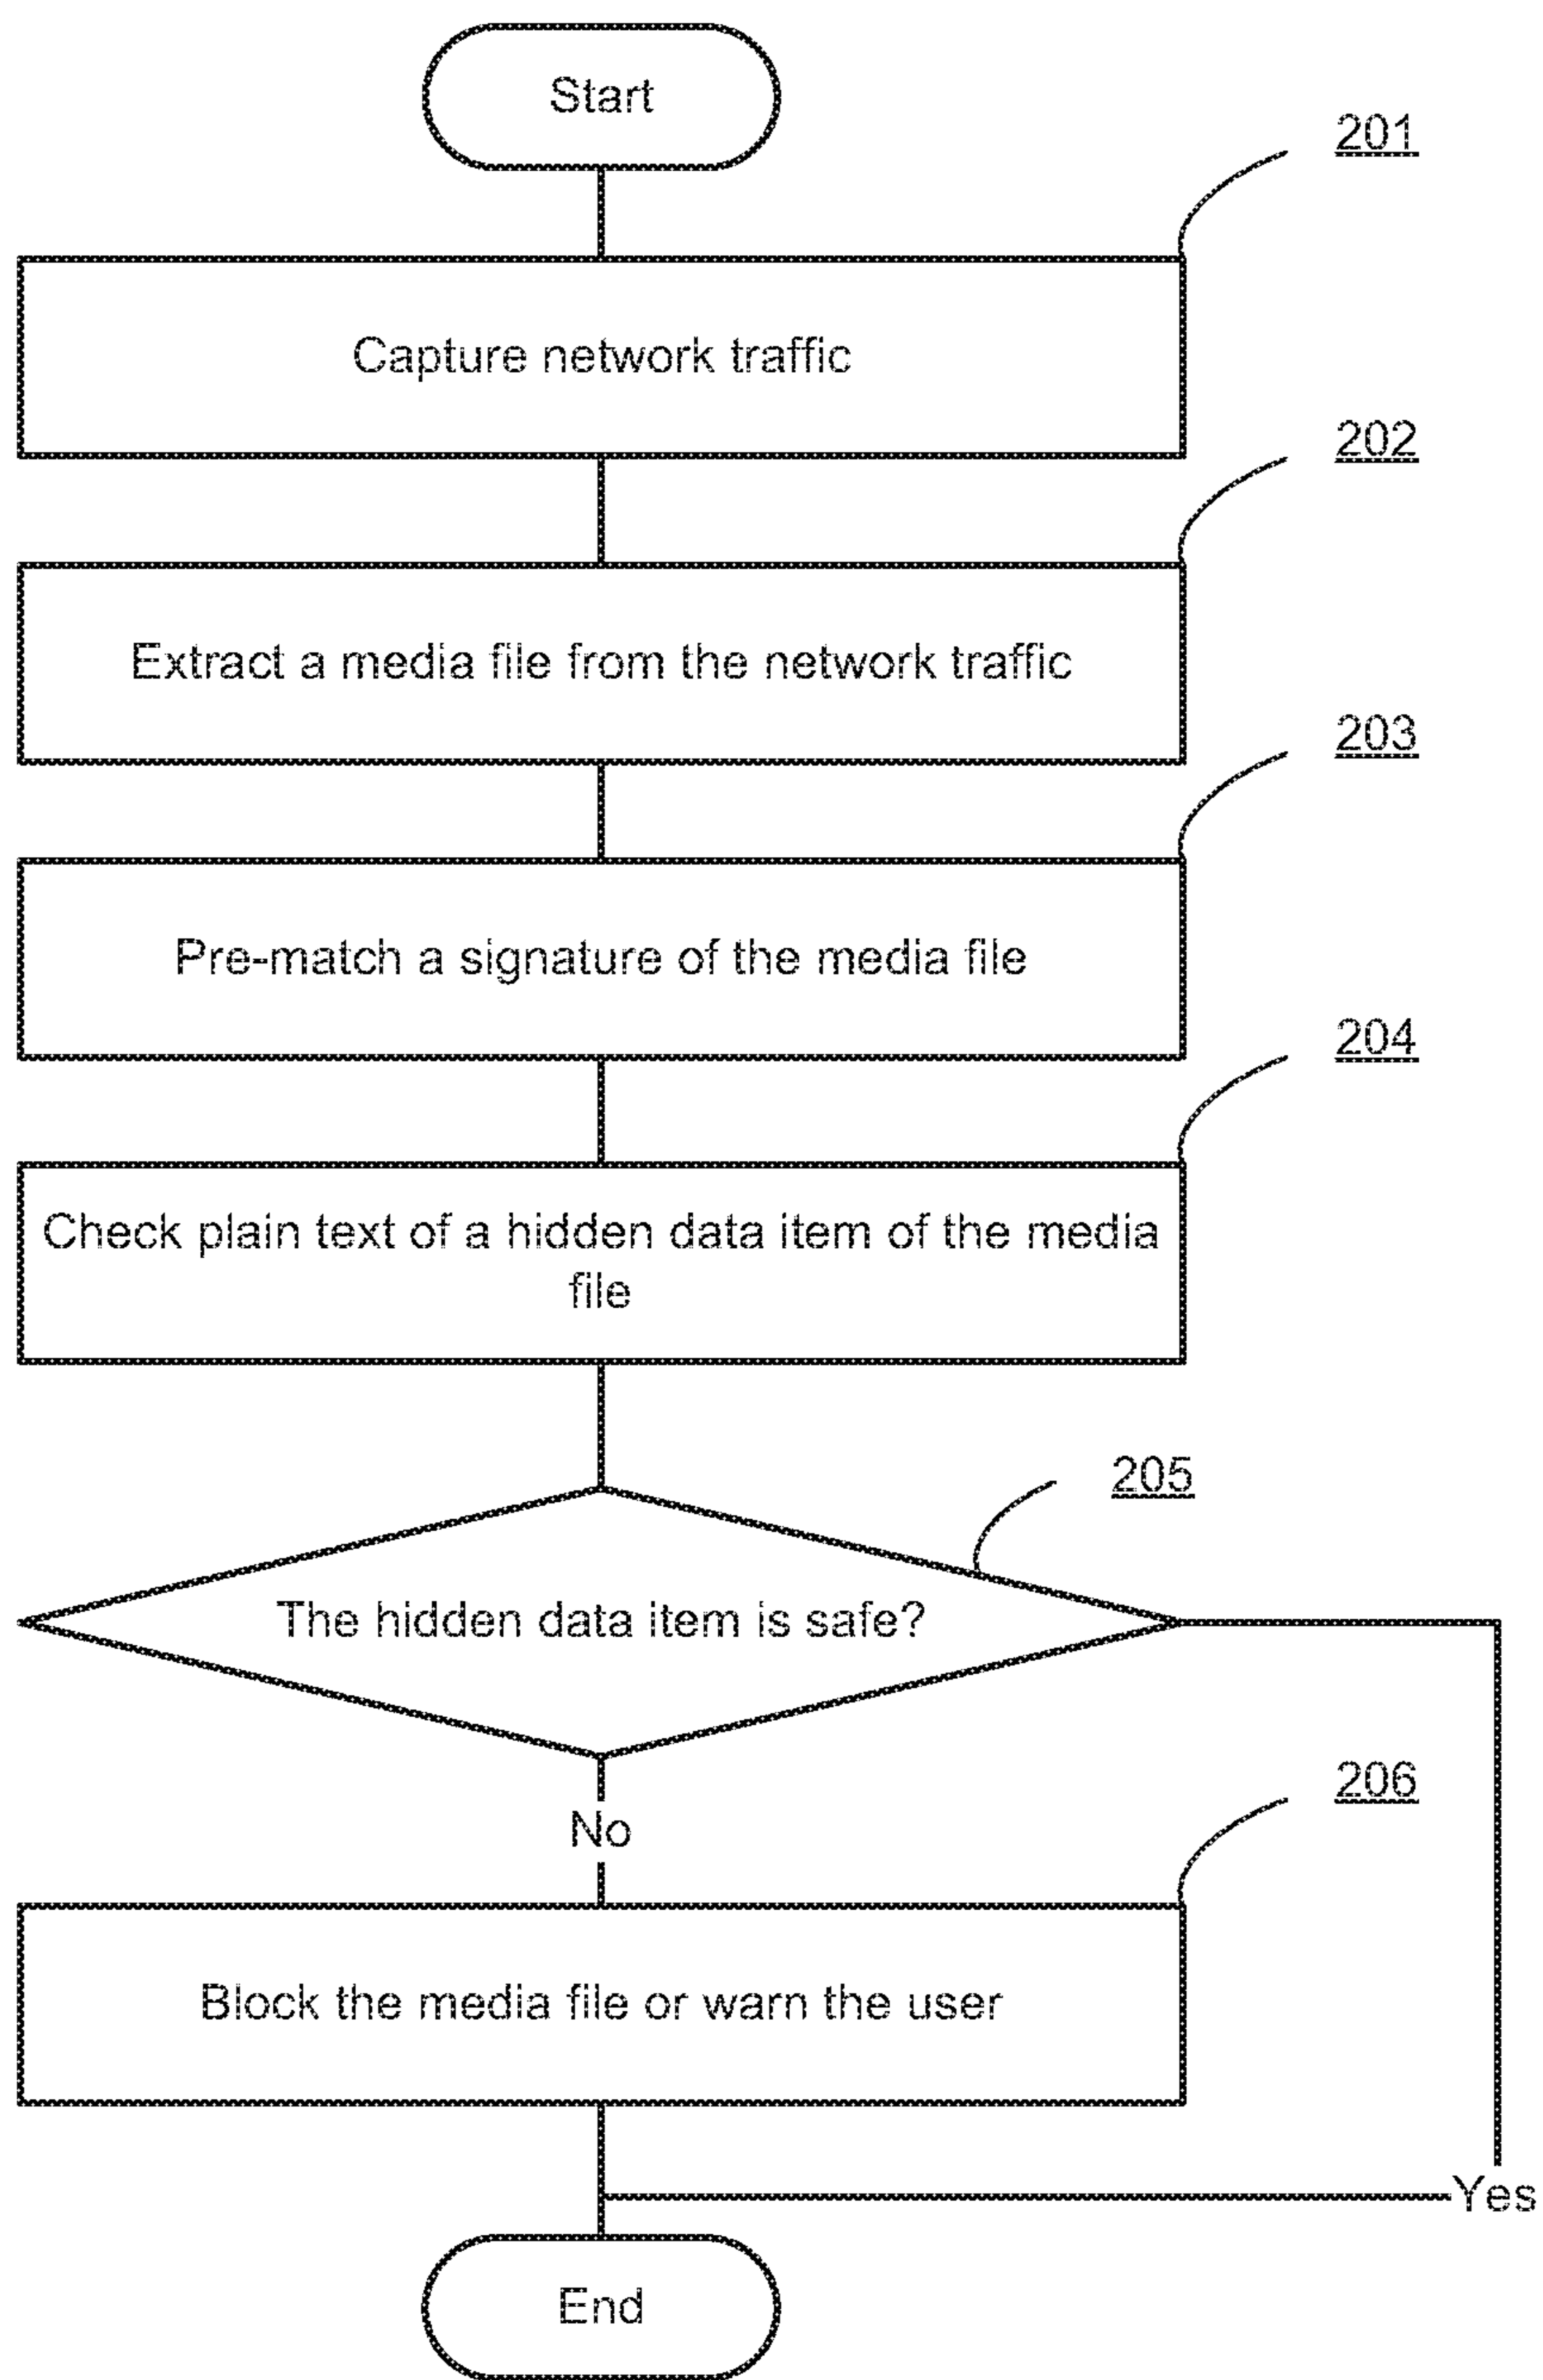 Start
201
Capture network traffic
202
Extract a media file from the network traffic
203
Pre-match a signature of the media file
204
Check plain text of a hidden data item of the media
file
205
The hidden data item is safe?
No
206
Block the media file or warn the user
Yes
End